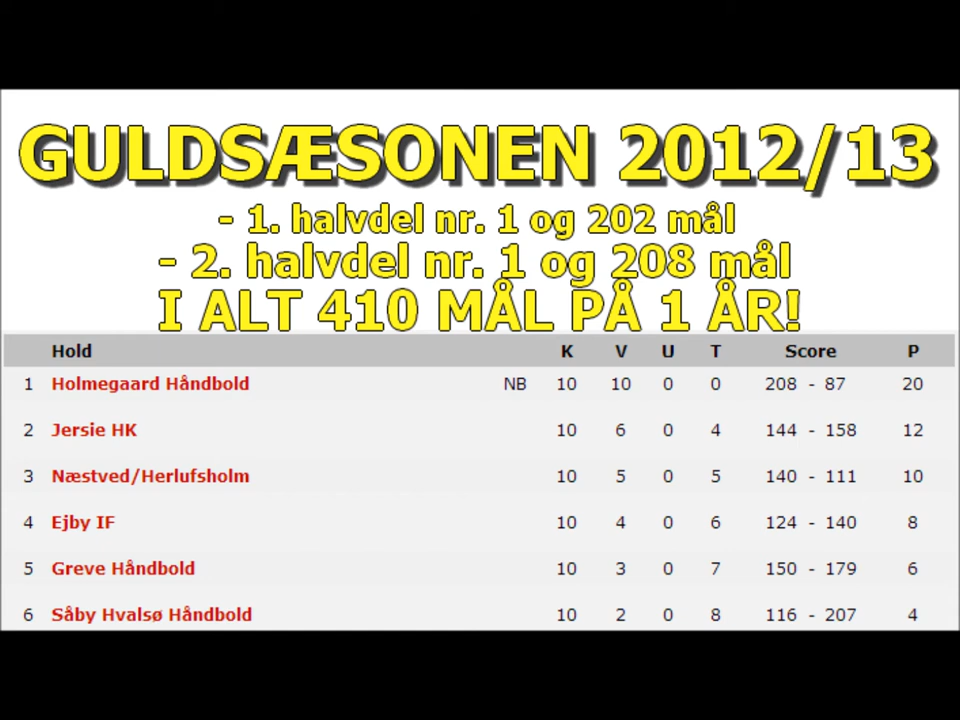 GULDSÆSONEN 2012/13
- 1. halvdel nr. 1 og 202 mål
- 2. halvdel nr. 1 og 208 mål
I ALT 410 MÅL PÅ 1 ÅR!
Hold K V U T Score P
1 Holmegaard Håndbold NB 10 10 0 0 208 - 87 20
2 Jersie HK 10 6 0 4 144 - 158 12
3 Næstved/Herlufsholm 10 5 0 5 140 - 111 10
4 Ejby IF 10 4 0 6 124 - 140 8
5 Greve Håndbold 10 3 0 7 150 - 179 6
6 Såby Hvalsø Håndbold 10 2 0 8 116 - 207 4